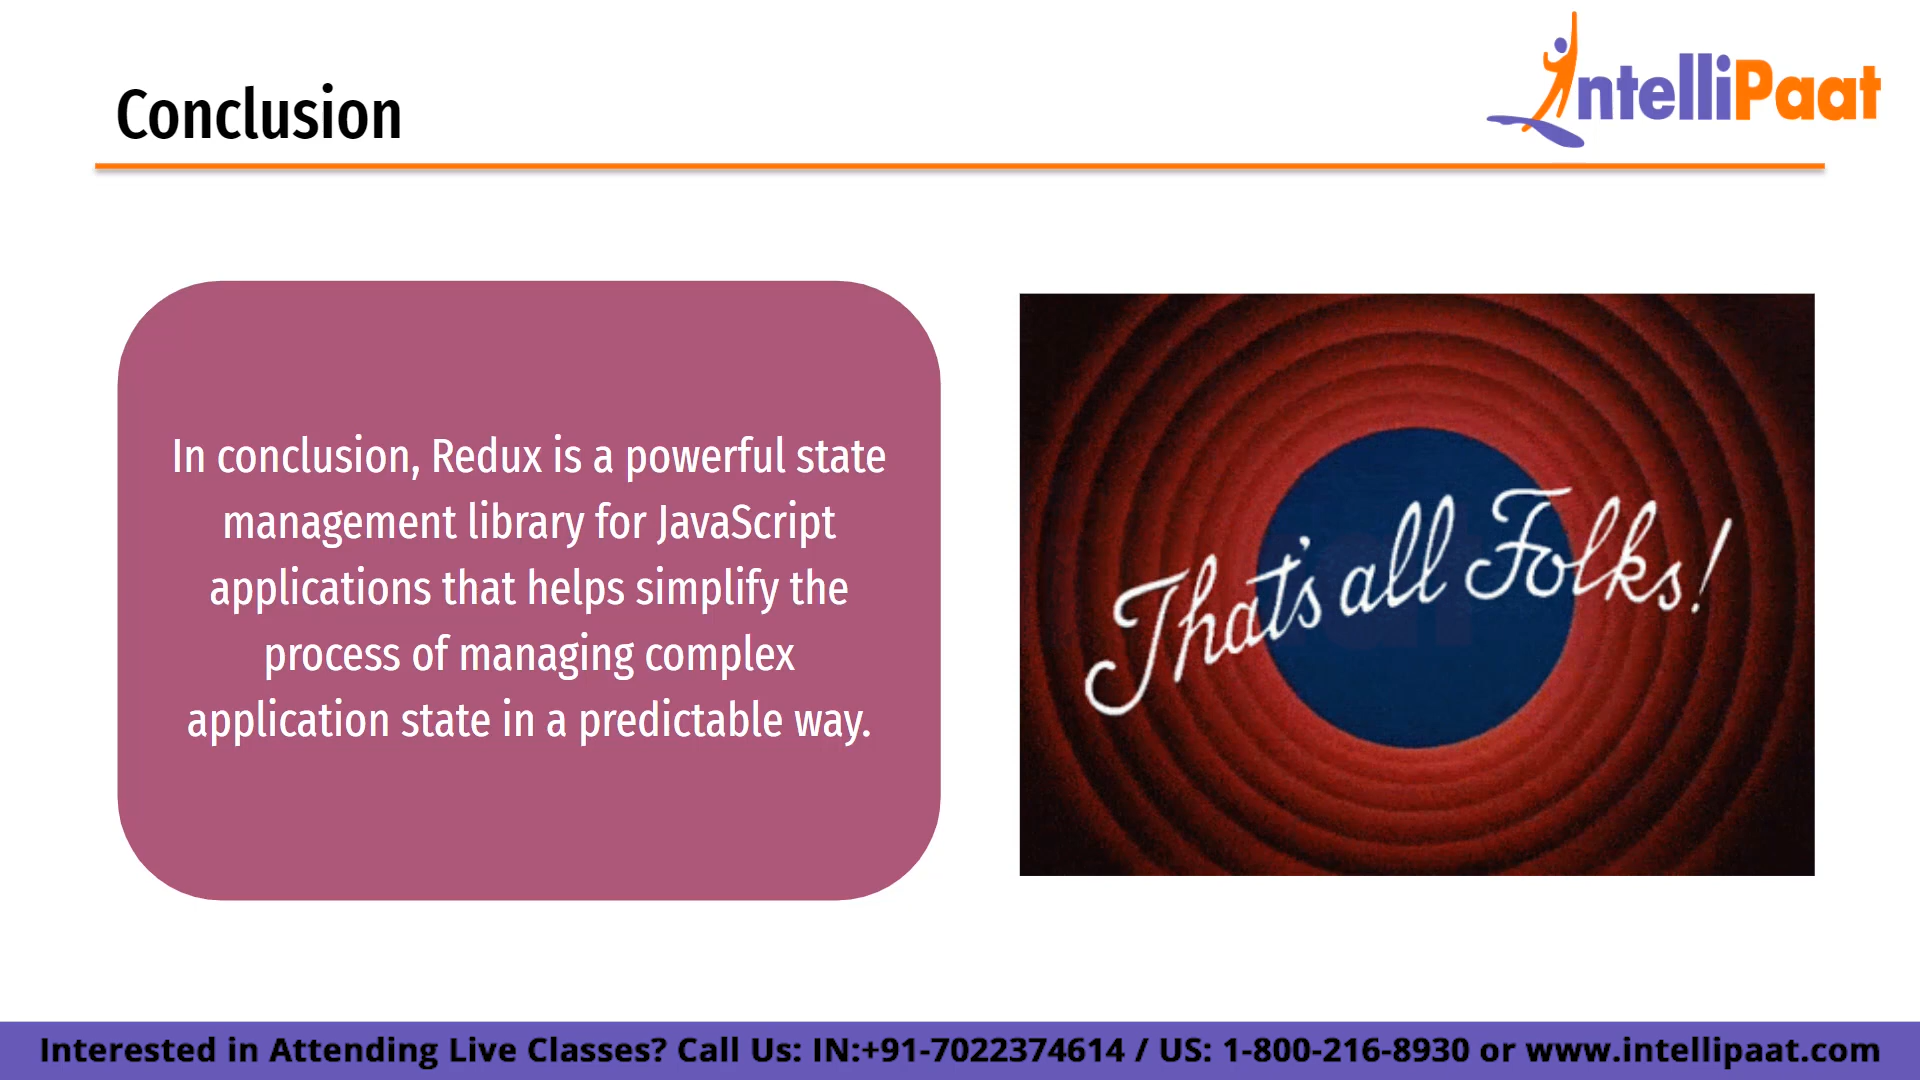 Conclusion
IntelliPaat
In conclusion, Redux is a powerful state
management library for JavaScript
applications that helps simplify the
process of managing complex
application state in a predictable way.
That's all Folks!
Interested in Attending Live Classes? Call Us: IN:+91-7022374614 / US: 1-800-216-8930 or www.intellipaat.com